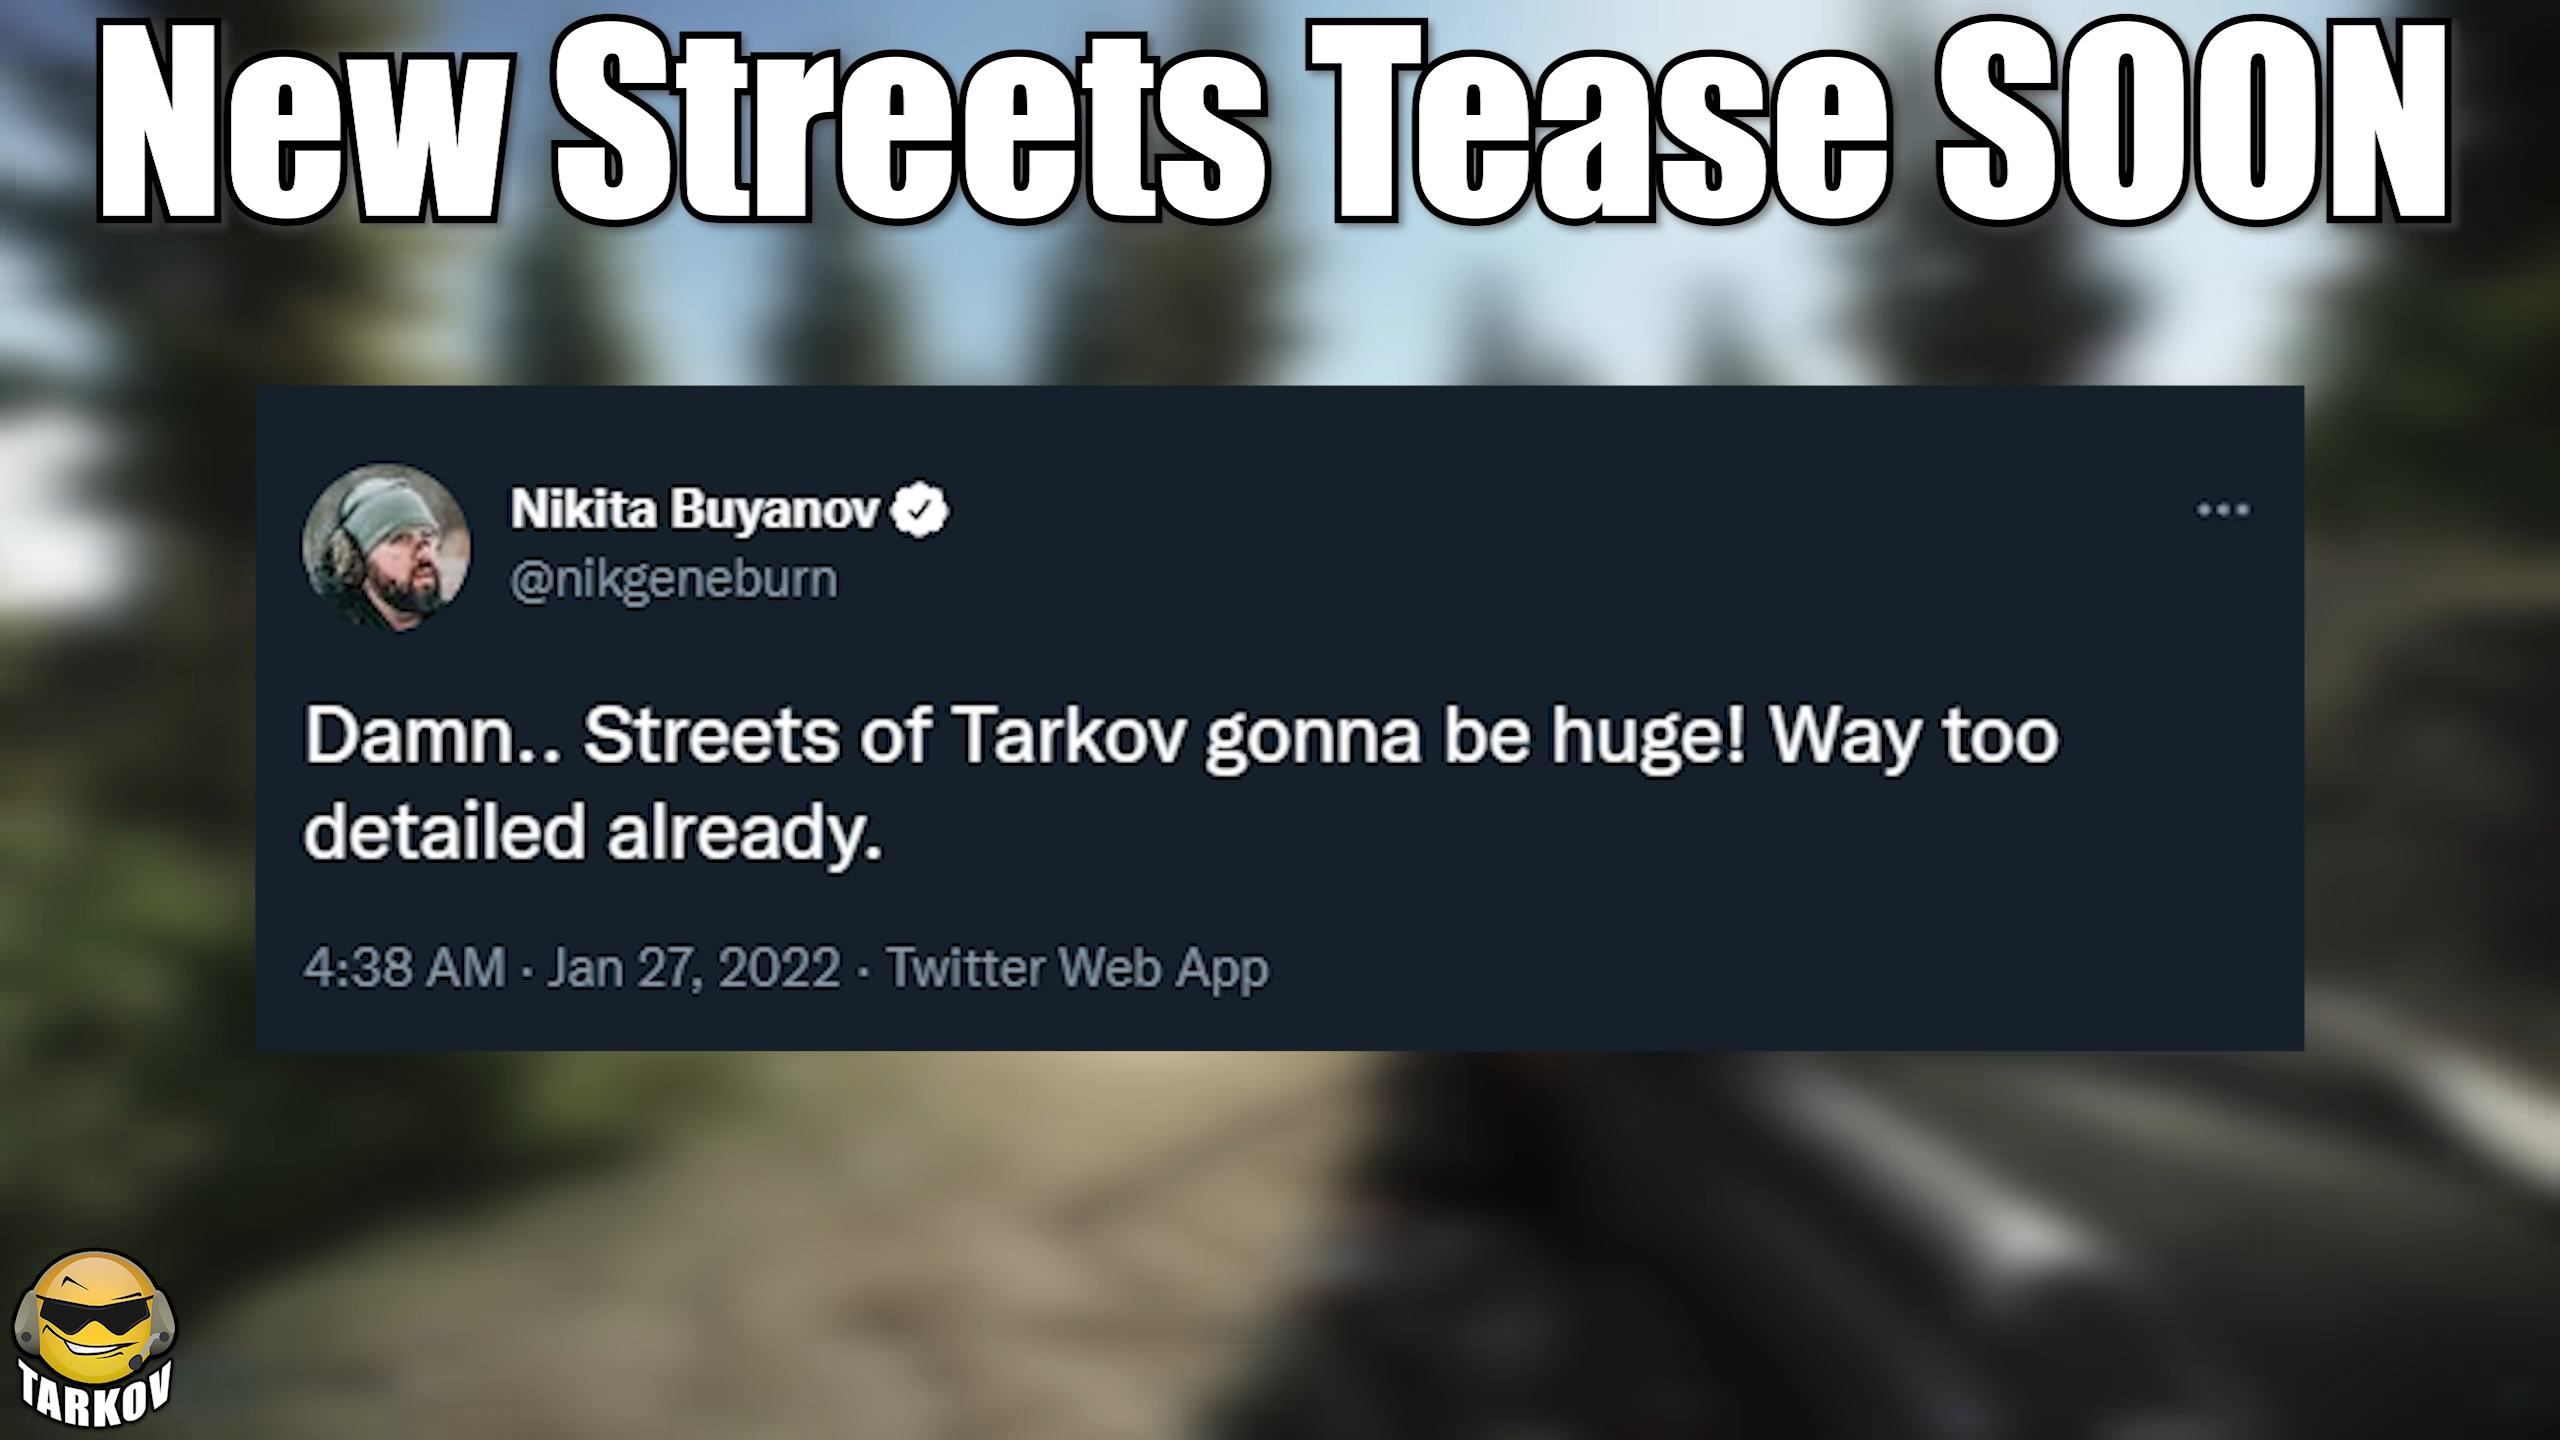 New Streets Tease SOON
Nikita Buyanov
@nikgeneburn
Damn.. Streets of Tarkov gonna be huge! Way too
detailed already.
4:38 AM · Jan 27, 2022 · Twitter Web App
TARKOV